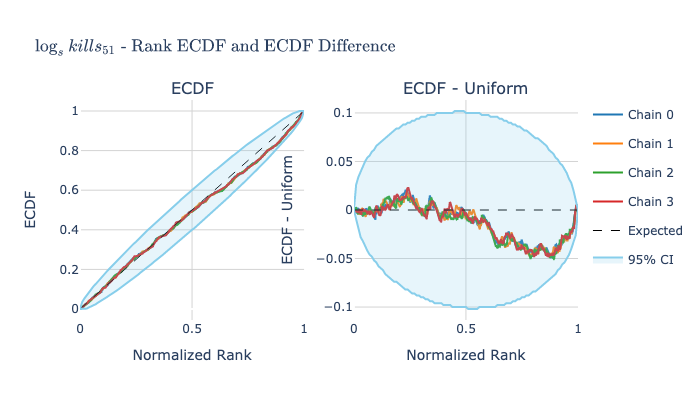 log_s kills_51 - Rank ECDF and ECDF Difference
ECDF
ECDF - Uniform
1
0.8
0.6
0.4
0.2
0
ECDF
0
0.5
1
Normalized Rank
0.1
0.05
0
−0.05
−0.1
ECDF - Uniform
0
0.5
1
Normalized Rank
Chain 0
Chain 1
Chain 2
Chain 3
Expected
95% CI